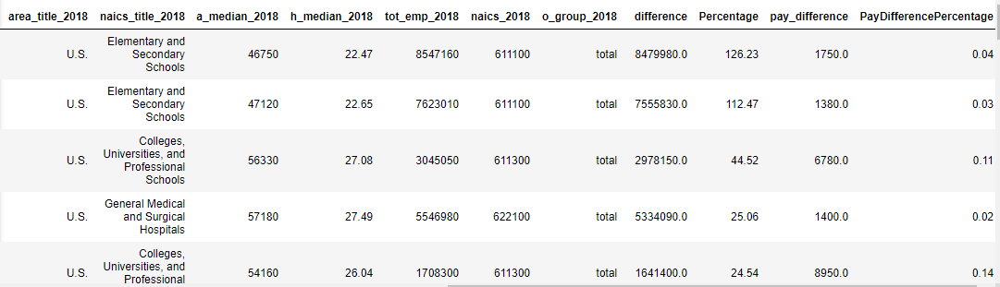 area_title_2018 naics_title_2018 a_median_2018 h_median_2018 tot_emp_2018 naics_2018 o_group_2018 difference Percentage pay_difference PayDifferencePercentage
U.S. Elementary and Secondary Schools 46750 22.47 8547160 611100 total 8479980.0 126.23 1750.0 0.04
U.S. Elementary and Secondary Schools 47120 22.65 7623010 611100 total 7555830.0 112.47 1380.0 0.03
U.S. Colleges, Universities, and Professional Schools 56330 27.08 3045050 611300 total 2978150.0 44.52 6780.0 0.11
U.S. General Medical and Surgical Hospitals 57180 27.49 5546980 622100 total 5334090.0 25.06 1400.0 0.02
U.S. Colleges, Universities, and Professional 54160 26.04 1708300 611300 total 1641400.0 24.54 8950.0 0.14